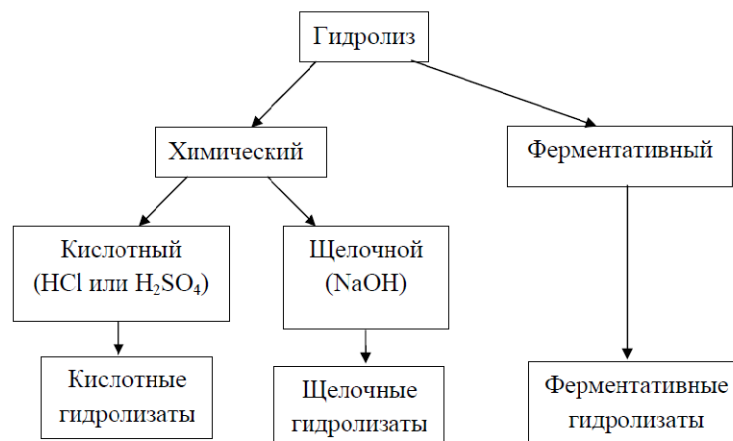 Гидролиз
Химический
Ферментативный
Кислотный
(HCl или H₂SO₄)
Щелочной
(NaOH)
Кислотные
гидролизаты
Щелочные
гидролизаты
Ферментативные
гидролизаты